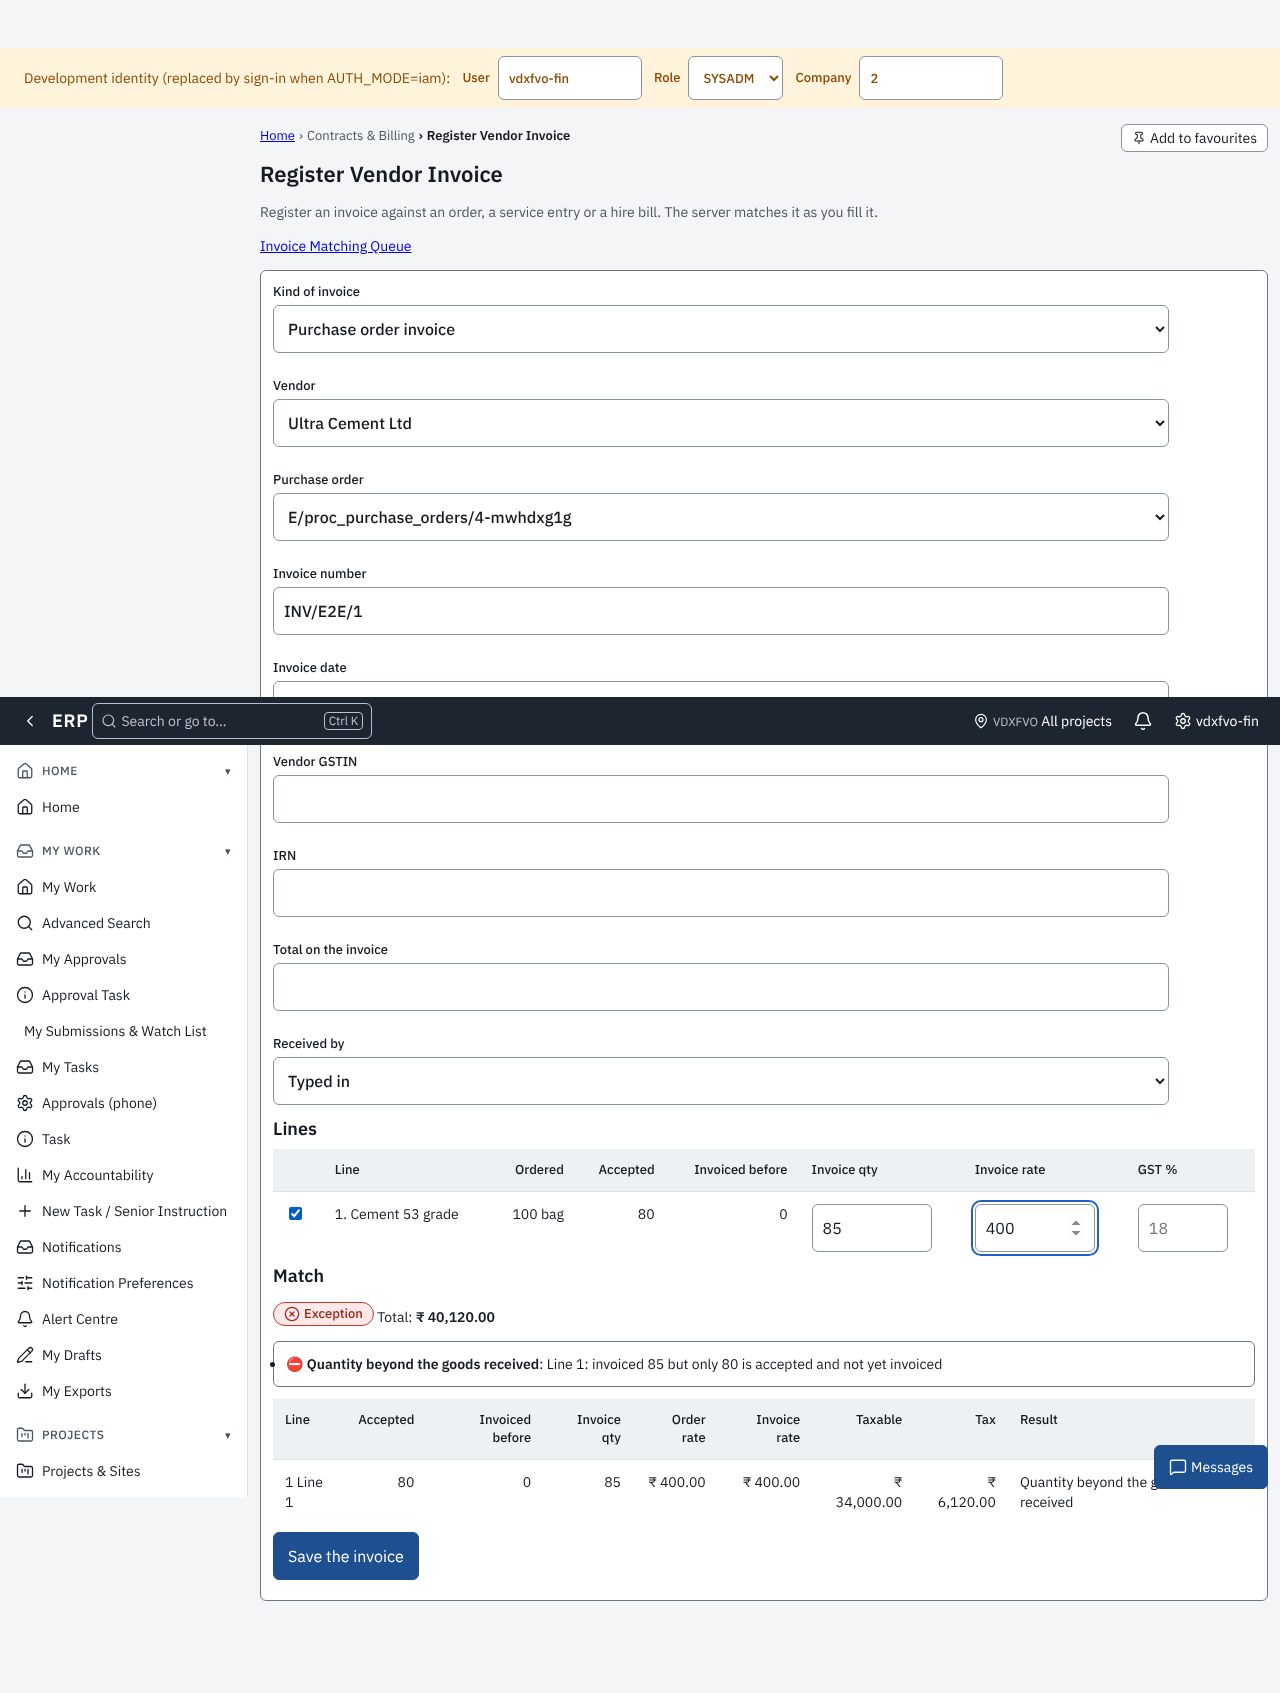 Development identity (replaced by sign-in when AUTH_MODE=iam): User vdxfvo-fin Role SYSADM Company 2
Home › Contracts & Billing › Register Vendor Invoice
Add to favourites
Register Vendor Invoice
Register an invoice against an order, a service entry or a hire bill. The server matches it as you fill it.
Invoice Matching Queue
Kind of invoice
Purchase order invoice
Vendor
Ultra Cement Ltd
Purchase order
E/proc_purchase_orders/4-mwhdxg1g
Invoice number
INV/E2E/1
Invoice date
ERP Search or go to... Ctrl K VDXFVO All projects vdxfvo-fin
HOME
Home
MY WORK
My Work
Advanced Search
My Approvals
Approval Task
My Submissions & Watch List
My Tasks
Approvals (phone)
Task
My Accountability
New Task / Senior Instruction
Notifications
Notification Preferences
Alert Centre
My Drafts
My Exports
PROJECTS
Projects & Sites
Vendor GSTIN
IRN
Total on the invoice
Received by
Typed in
Lines
Line Ordered Accepted Invoiced before Invoice qty Invoice rate GST %
1. Cement 53 grade 100 bag 80 0 85 400 18
Match
Exception Total: ₹ 40,120.00
Quantity beyond the goods received: Line 1: invoiced 85 but only 80 is accepted and not yet invoiced
Line Accepted Invoiced before Invoice qty Order rate Invoice rate Taxable Tax Result
1 Line 1 80 0 85 ₹ 400.00 ₹ 400.00 ₹ 34,000.00 ₹ 6,120.00 Quantity beyond the received
Messages
Save the invoice